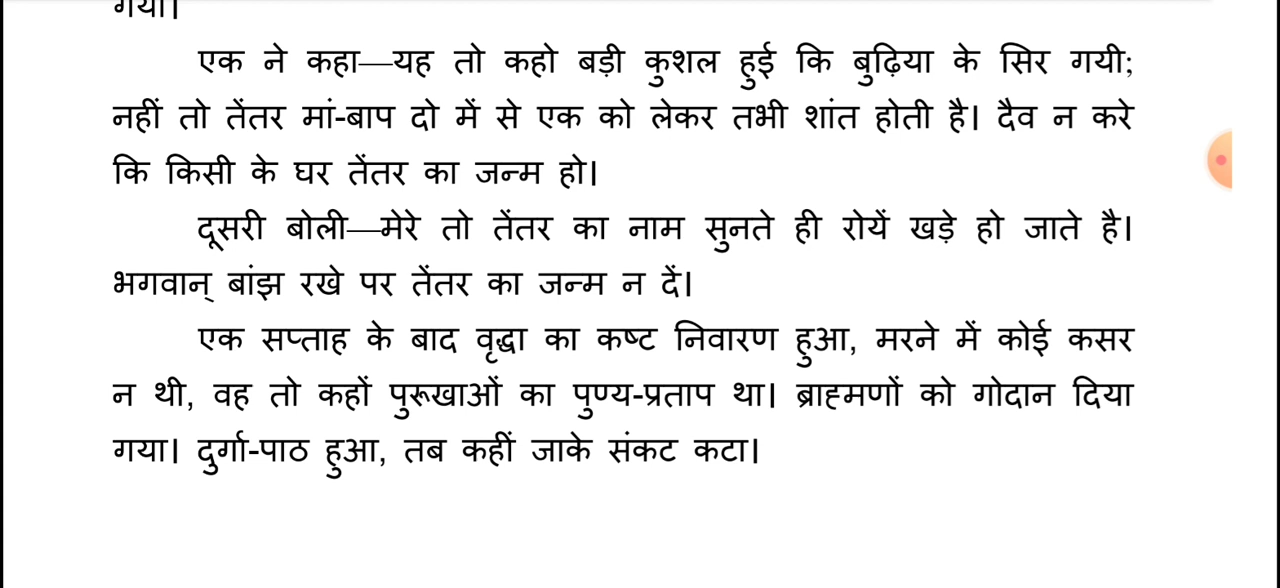 गया।
एक ने कहा—यह तो कहो बड़ी कुशल हुई कि बुढ़िया के सिर गयी;
नहीं तो तेंतर मां-बाप दो में से एक को लेकर तभी शांत होती है। दैव न करे
कि किसी के घर तेंतर का जन्म हो।
दूसरी बोली—मेरे तो तेंतर का नाम सुनते ही रोयें खड़े हो जाते है।
भगवान् बांझ रखे पर तेंतर का जन्म न दें।
एक सप्ताह के बाद वृद्धा का कष्ट निवारण हुआ, मरने में कोई कसर
न थी, वह तो कहों पुरूखाओं का पुण्य-प्रताप था। ब्राह्मणों को गोदान दिया
गया। दुर्गा-पाठ हुआ, तब कहीं जाके संकट कटा।